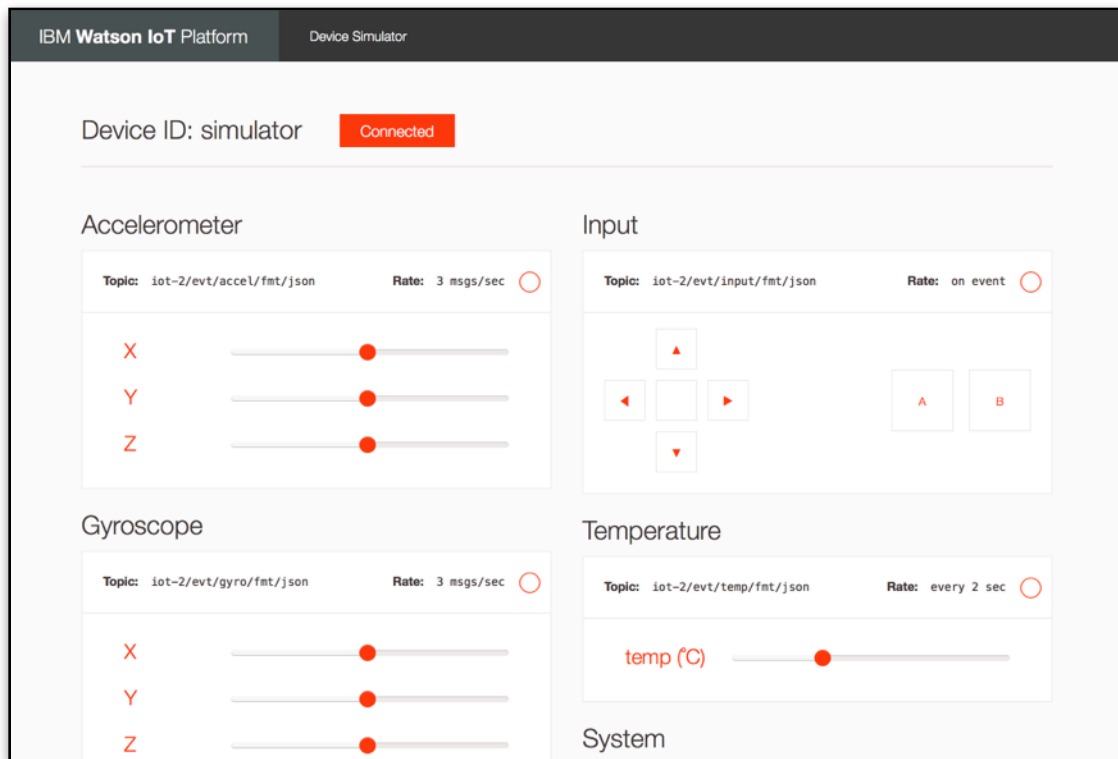 IBM Watson IoT Platform
Device Simulator
Device ID: simulator
Connected
Accelerometer
Topic: iot-2/evt/accel/fmt/json Rate: 3 msgs/sec
X
Y
Z
Input
Topic: iot-2/evt/input/fmt/json Rate: on event
A B
Gyroscope
Topic: iot-2/evt/gyro/fmt/json Rate: 3 msgs/sec
X
Y
Z
Temperature
Topic: iot-2/evt/temp/fmt/json Rate: every 2 sec
temp (°C)
System